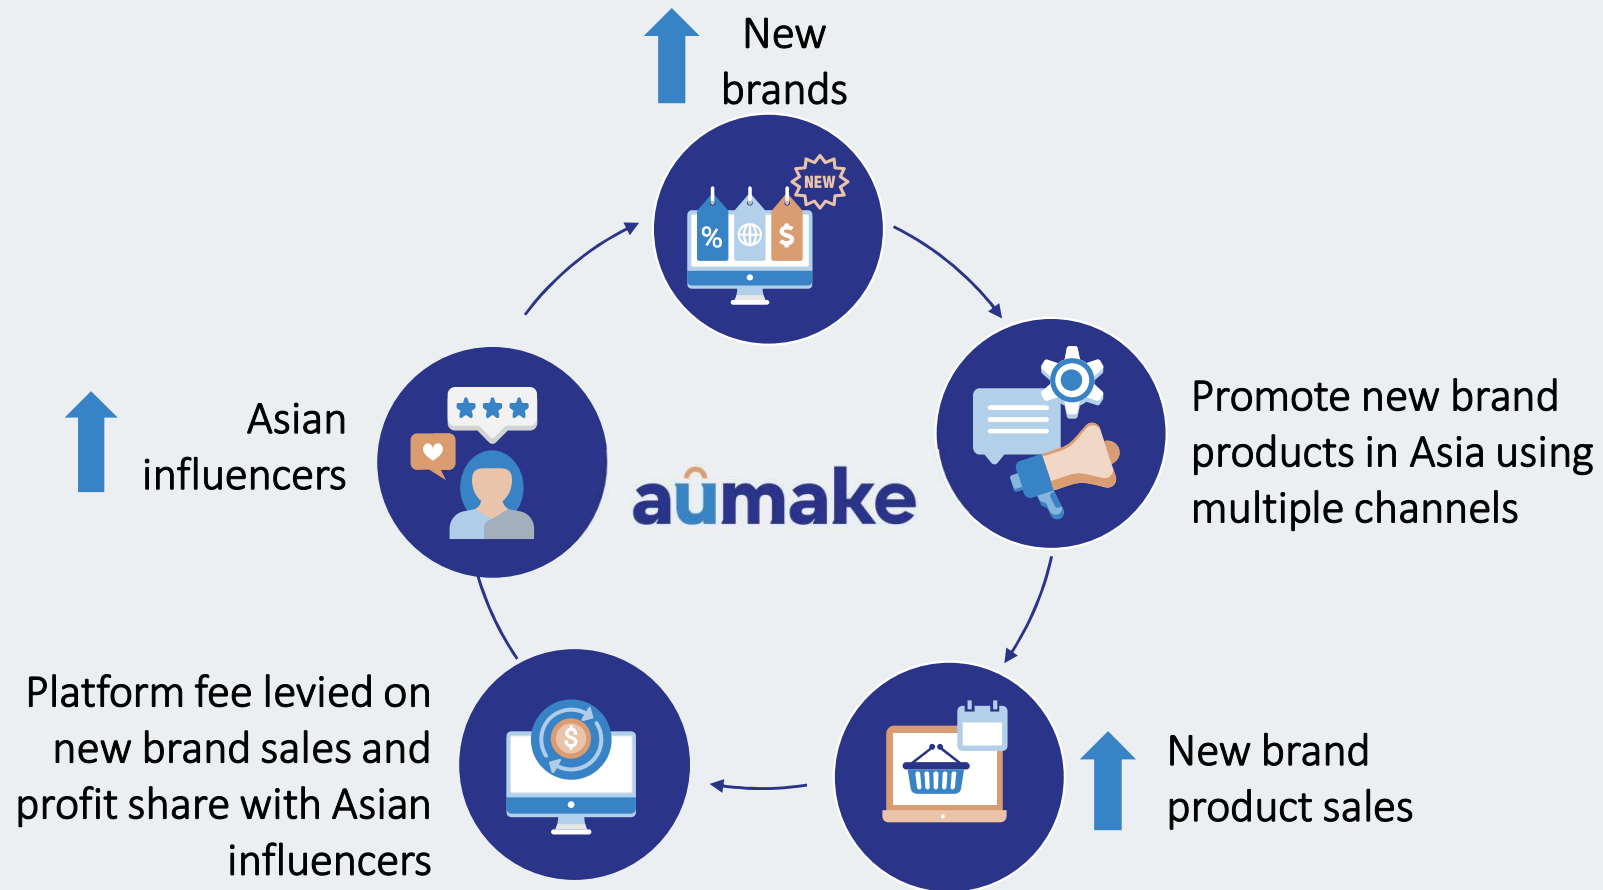 New
brands
NEW
%
$
Asian
influencers
Promote new brand
products in Asia using
multiple channels
aûmake
Platform fee levied on
new brand sales and
profit share with Asian
influencers
$
New brand
product sales